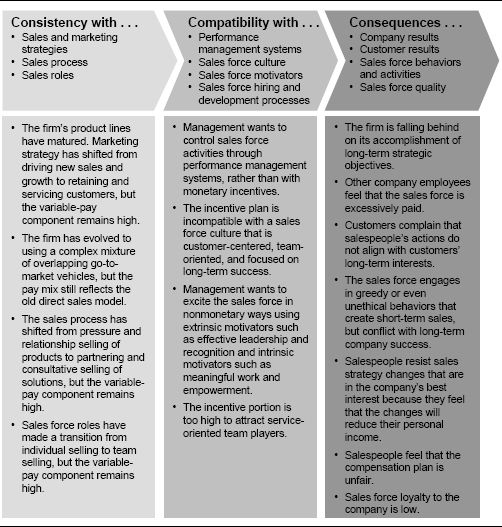 Consistency with . . .
• Sales and marketing
strategies
• Sales process
• Sales roles
Compatibility with . . .
• Performance
management systems
• Sales force culture
• Sales force motivators
• Sales force hiring and
development processes
Consequences . . .
• Company results
• Customer results
• Sales force behaviors
and activities
• Sales force quality
• The firm's product lines
have matured. Marketing
strategy has shifted from
driving new sales and
growth to retaining and
servicing customers, but
the variable-pay
component remains high.
• The firm has evolved to
using a complex mixture
of overlapping go-to-
market vehicles, but the
pay mix still reflects the
old direct sales model.
• The sales process has
shifted from pressure and
relationship selling of
products to partnering and
consultative selling of
solutions, but the variable-
pay component remains
high.
• Sales force roles have
made a transition from
individual selling to team
selling, but the variable-
pay component remains
high.
• Management wants to
control sales force
activities through
performance management
systems, rather than with
monetary incentives.
• The incentive plan is
incompatible with a sales
force culture that is
customer-centered, team-
oriented, and focused on
long-term success.
• Management wants to
excite the sales force in
nonmonetary ways using
extrinsic motivators such
as effective leadership and
recognition and intrinsic
motivators such as
meaningful work and
empowerment.
• The incentive portion is
too high to attract service-
oriented team players.
• The firm is falling behind
on its accomplishment of
long-term strategic
objectives.
• Other company employees
feel that the sales force is
excessively paid.
• Customers complain that
salespeople's actions do
not align with customers'
long-term interests.
• The sales force engages
in greedy or even
unethical behaviors that
create short-term sales,
but conflict with long-term
company success.
• Salespeople resist sales
strategy changes that are
in the company's best
interest because they feel
that the changes will
reduce their personal
income.
• Salespeople feel that the
compensation plan is
unfair.
• Sales force loyalty to the
company is low.